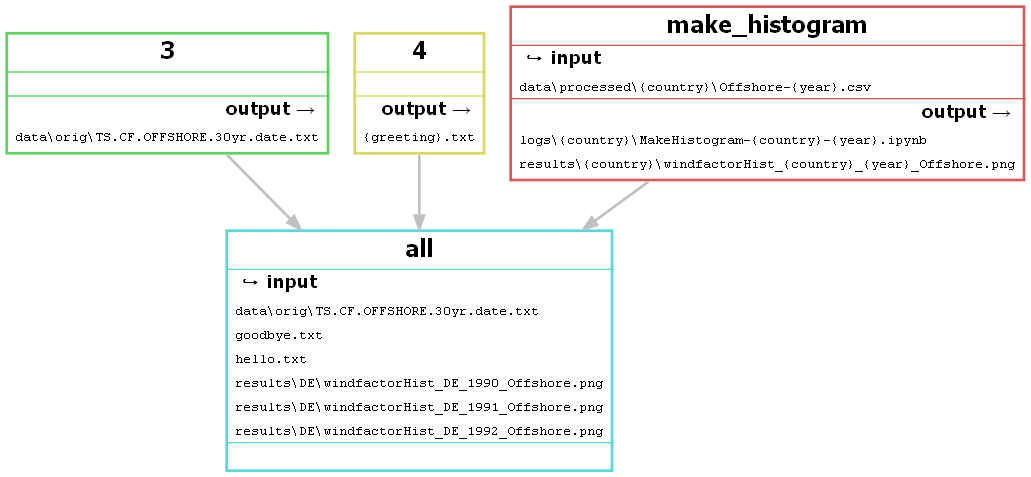 3
output →
data\orig\TS.CF.OFFSHORE.30yr.date.txt
4
output →
{greeting}.txt
make_histogram
↪ input
data\processed\{country}\Offshore-{year}.csv
output →
logs\{country}\MakeHistogram-{country}-{year}.ipynb
results\{country}\windfactorHist_{country}_{year}_Offshore.png
all
↪ input
data\orig\TS.CF.OFFSHORE.30yr.date.txt
goodbye.txt
hello.txt
results\DE\windfactorHist_DE_1990_Offshore.png
results\DE\windfactorHist_DE_1991_Offshore.png
results\DE\windfactorHist_DE_1992_Offshore.png